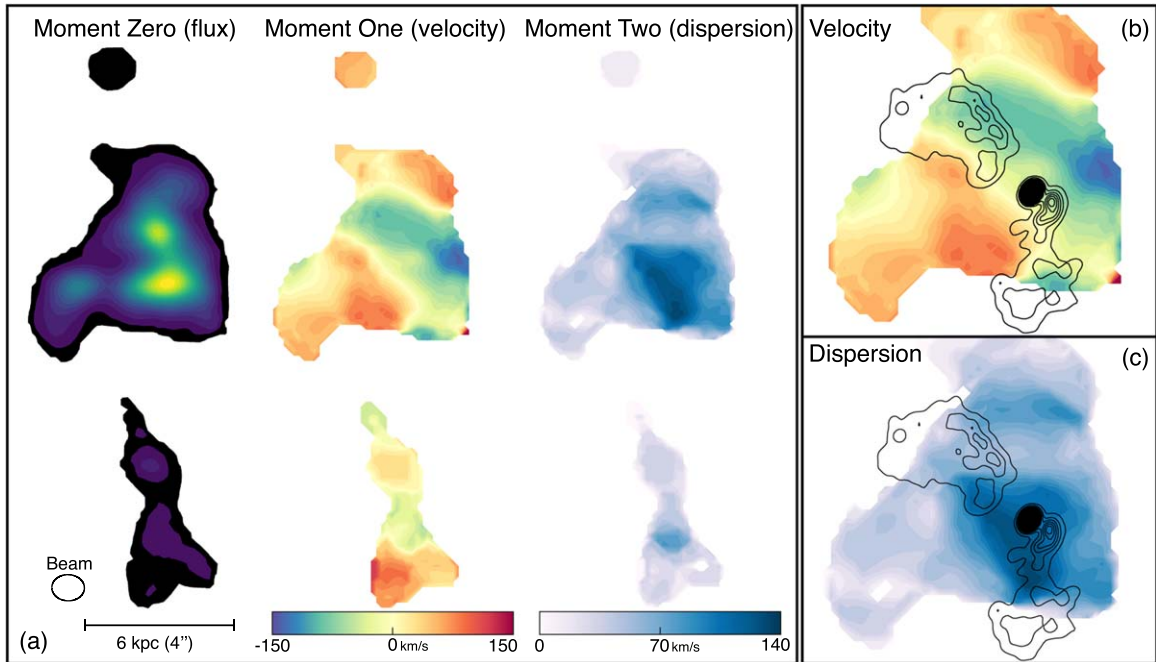 Moment Zero (flux) Moment One (velocity) Moment Two (dispersion)
Beam
6 kpc (4”)
-150 0 km/s 150
0 70 km/s 140
(a)
Velocity (b)
Dispersion (c)